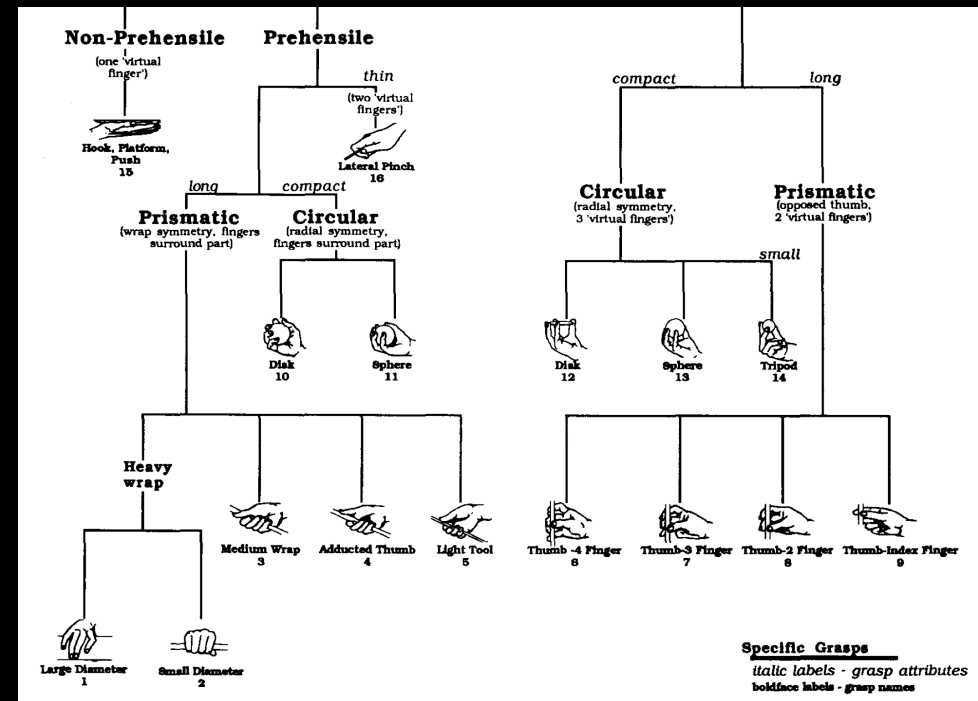 Non-Prehensile
(one 'virtual
finger')
Hook, Platform,
Push
15
Prehensile
thin
(two 'virtual
fingers')
Lateral Pinch
16
long
compact
Prismatic
(wrap symmetry, fingers
surround part)
Circular
(radial symmetry,
fingers surround part)
Disk
10
Sphere
11
Heavy
wrap
Medium Wrap
3
Adducted Thumb
4
Light Tool
5
Large Diameter
1
Small Diameter
2
compact
long
Circular
(radial symmetry,
3 'virtual fingers')
Prismatic
(opposed thumb,
2 'virtual fingers')
small
Disk
12
Sphere
13
Tripod
14
Thumb -4 Finger
6
Thumb-3 Finger
7
Thumb-2 Finger
8
Thumb-Index Finger
9
Specific Grasps
italic labels - grasp attributes
boldface labels - grasp names